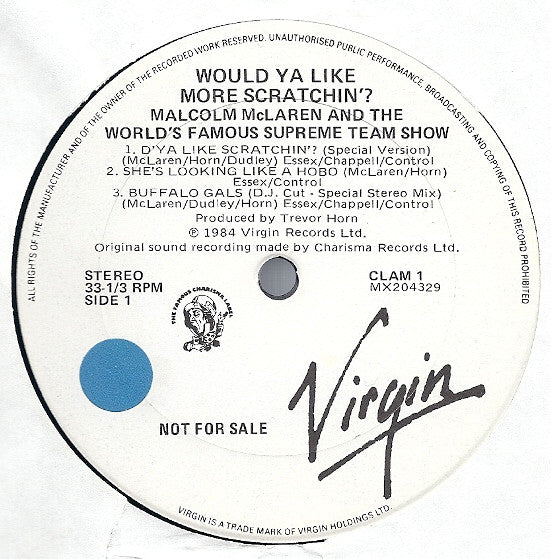 ALL RIGHTS OF THE MANUFACTURER AND OF THE OWNER OF THE RECORDED WORK RESERVED. UNAUTHORISED PUBLIC PERFORMANCE, BROADCASTING AND COPYING OF THIS RECORD PROHIBITED
WOULD YA LIKE
MORE SCRATCHIN'?
MALCOLM McLAREN AND THE
WORLD'S FAMOUS SUPREME TEAM SHOW
1. D'YA LIKE SCRATCHIN'? (Special Version)
(McLaren/Horn/Dudley) Essex/Chappell/Control
2. SHE'S LOOKING LIKE A HOBO (McLaren/Horn)
Essex/Control
3. BUFFALO GALS (D.J. Cut - Special Stereo Mix)
(McLaren/Dudley/Horn) Essex/Chappell/Control
Produced by Trevor Horn
℗ 1984 Virgin Records Ltd.
Original sound recording made by Charisma Records Ltd.
STEREO
33-1/3 RPM
SIDE 1
THE FAMOUS CHARISMA LABEL
CLAM 1
MX204329
NOT FOR SALE
Virgin
VIRGIN IS A TRADE MARK OF VIRGIN HOLDINGS LTD.